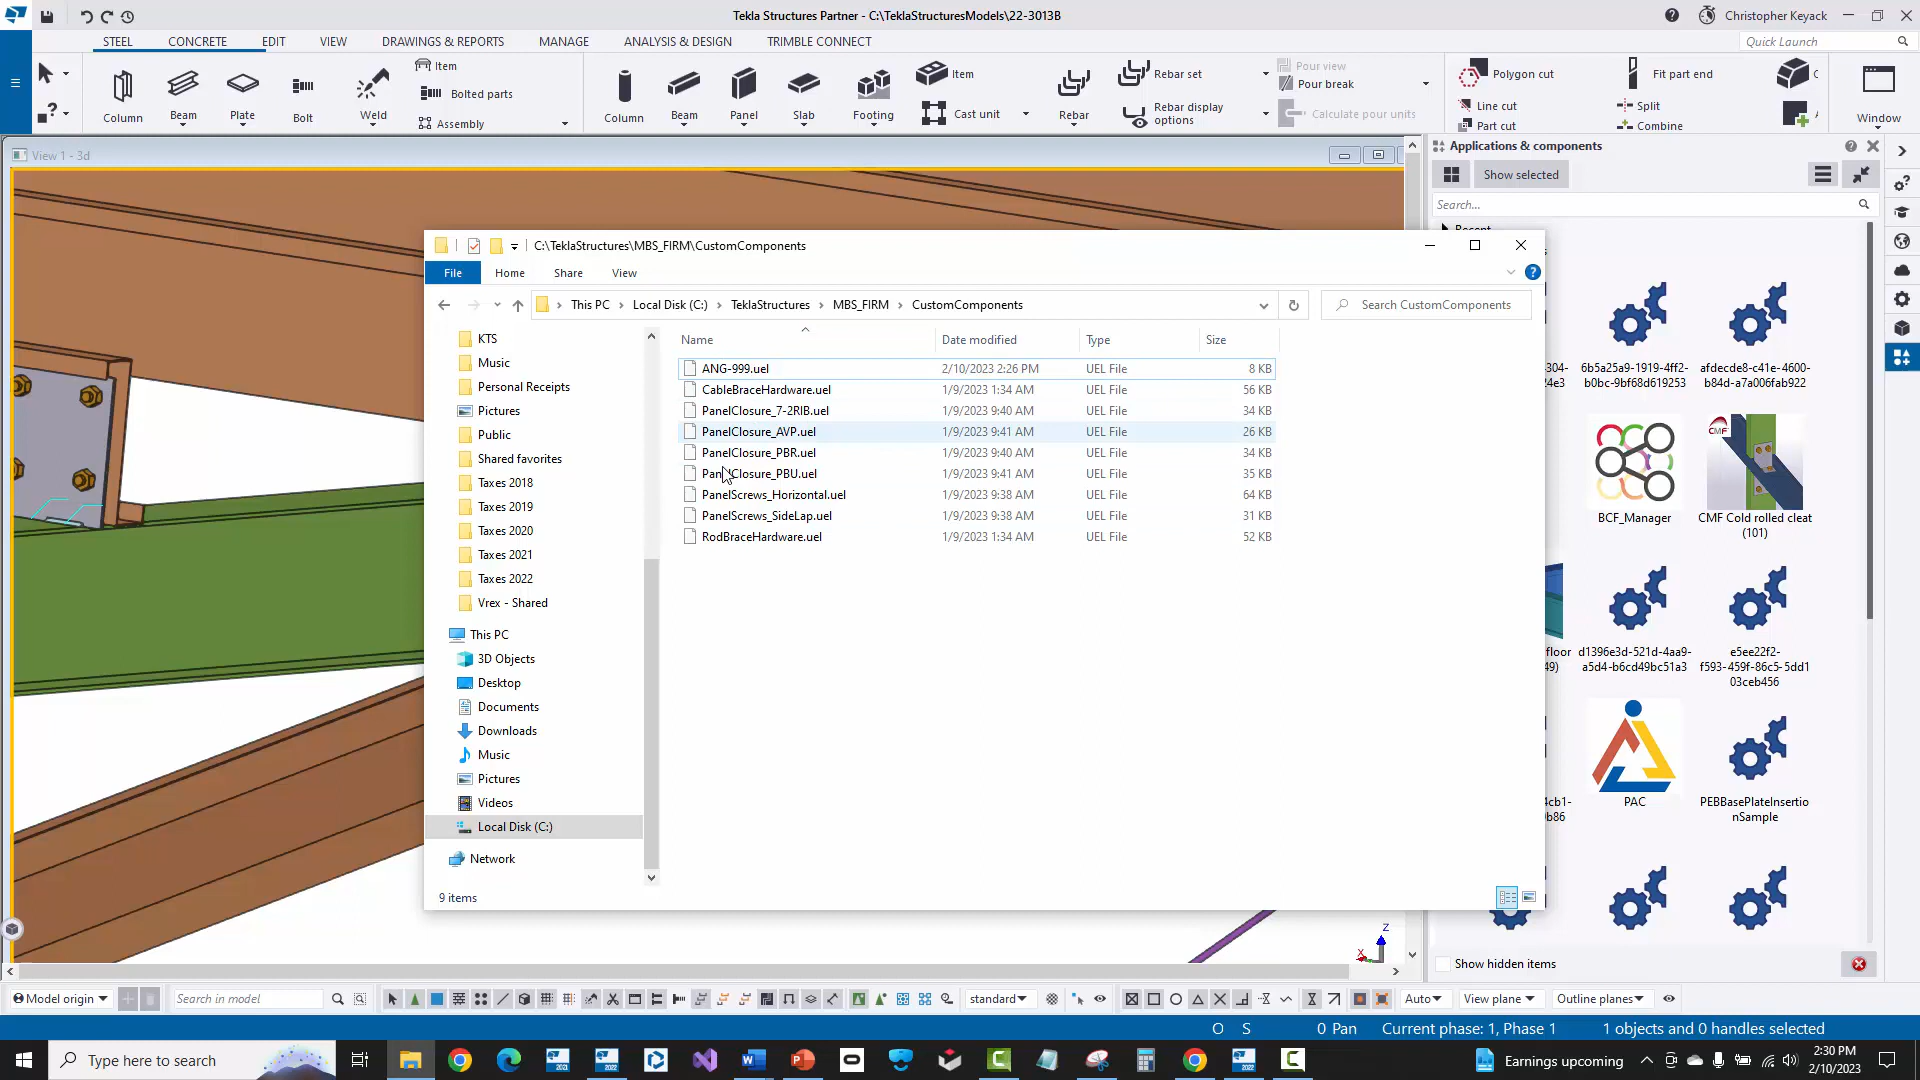 Tekla Structures Partner - C:\TeklaStructuresModels\22-3013B
Christopher Keyack
STEEL CONCRETE EDIT VIEW DRAWINGS & REPORTS MANAGE ANALYSIS & DESIGN TRIMBLE CONNECT
Quick Launch
Column Beam Plate Bolt Weld
Item
Bolted parts
Assembly
Column Beam Panel Slab Footing
Item
Cast unit
Rebar
Rebar set
Rebar display options
Pour view
Pour break
Calculate pour units
Polygon cut
Line cut
Part cut
Fit part end
Split
Combine
Window
View 1 - 3d
Applications & components
Show selected
Search...
C:\TeklaStructures\MBS_FIRM\CustomComponents
File Home Share View
This PC Local Disk (C:) TeklaStructures MBS_FIRM CustomComponents
Search CustomComponents
KTS
Music
Personal Receipts
Pictures
Public
Shared favorites
Taxes 2018
Taxes 2019
Taxes 2020
Taxes 2021
Taxes 2022
Vrex - Shared
This PC
3D Objects
Desktop
Documents
Downloads
Music
Pictures
Videos
Local Disk (C:)
Network
9 items
Name Date modified Type Size
ANG-999.uel 2/10/2023 2:26 PM UEL File 8 KB
CableBraceHardware.uel 1/9/2023 1:34 AM UEL File 56 KB
PanelClosure_7-2RIB.uel 1/9/2023 9:40 AM UEL File 34 KB
PanelClosure_AVP.uel 1/9/2023 9:41 AM UEL File 26 KB
PanelClosure_PBR.uel 1/9/2023 9:40 AM UEL File 34 KB
PanelClosure_PBU.uel 1/9/2023 9:41 AM UEL File 35 KB
PanelScrews_Horizontal.uel 1/9/2023 9:38 AM UEL File 64 KB
PanelScrews_SideLap.uel 1/9/2023 9:38 AM UEL File 31 KB
RodBraceHardware.uel 1/9/2023 1:34 AM UEL File 52 KB
6b5a25a9-1919-4ff2-
b0bc-9bf68d619253
afdecde8-c41e-4600-
b84d-a7a006fab922
BCF_Manager
CMF
CMF Cold rolled cleat
(101)
d1396e3d-521d-4aa9-
a5d4-b6cd49bc51a3
e5ee22f2-
f593-459f-86c5-5dd1
03ceb456
PAC
PEBBasePlateInsertio
nSample
Show hidden items
Z
X
Model origin
Search in model
standard
Auto
View plane
Outline planes
O S 0 Pan Current phase: 1, Phase 1 1 objects and 0 handles selected
Type here to search
Earnings upcoming
2:30 PM
2/10/2023